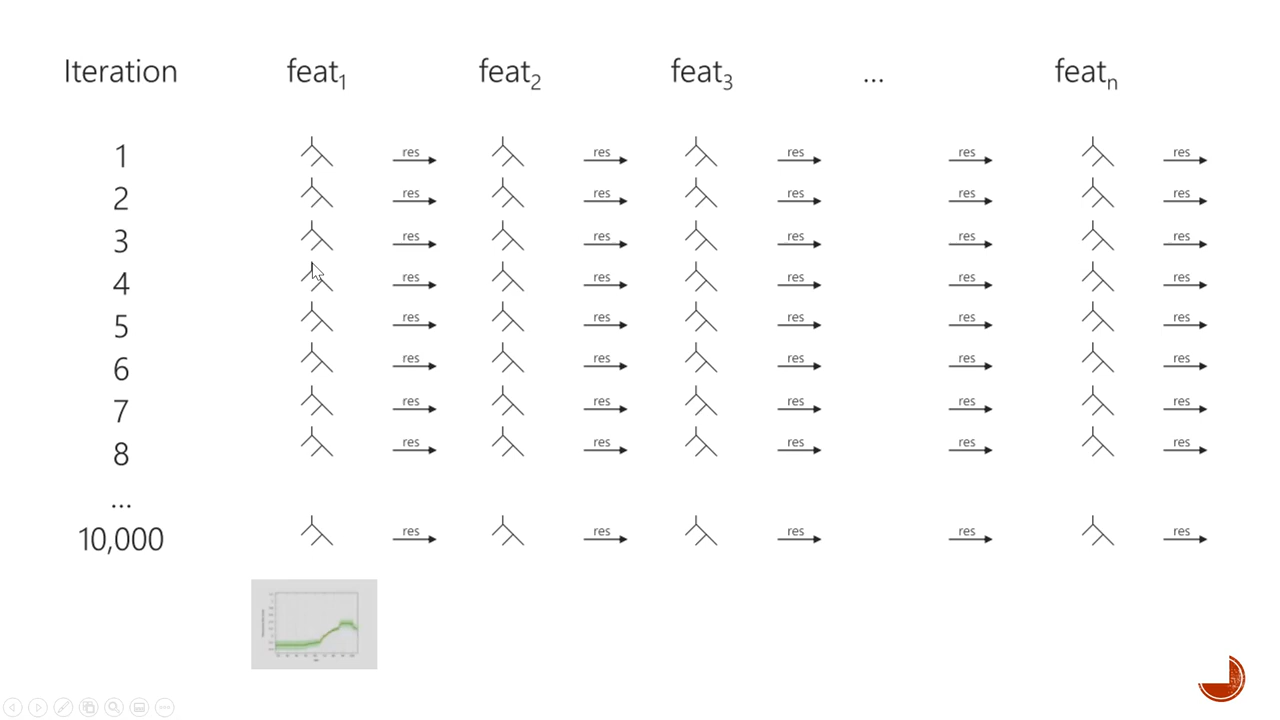 Iteration feat1 feat2 feat3 ... featn
1 res res res res res
2 res res res res res
3 res res res res res
4 res res res res res
5 res res res res res
6 res res res res res
7 res res res res res
8 res res res res res
...
10,000 res res res res res